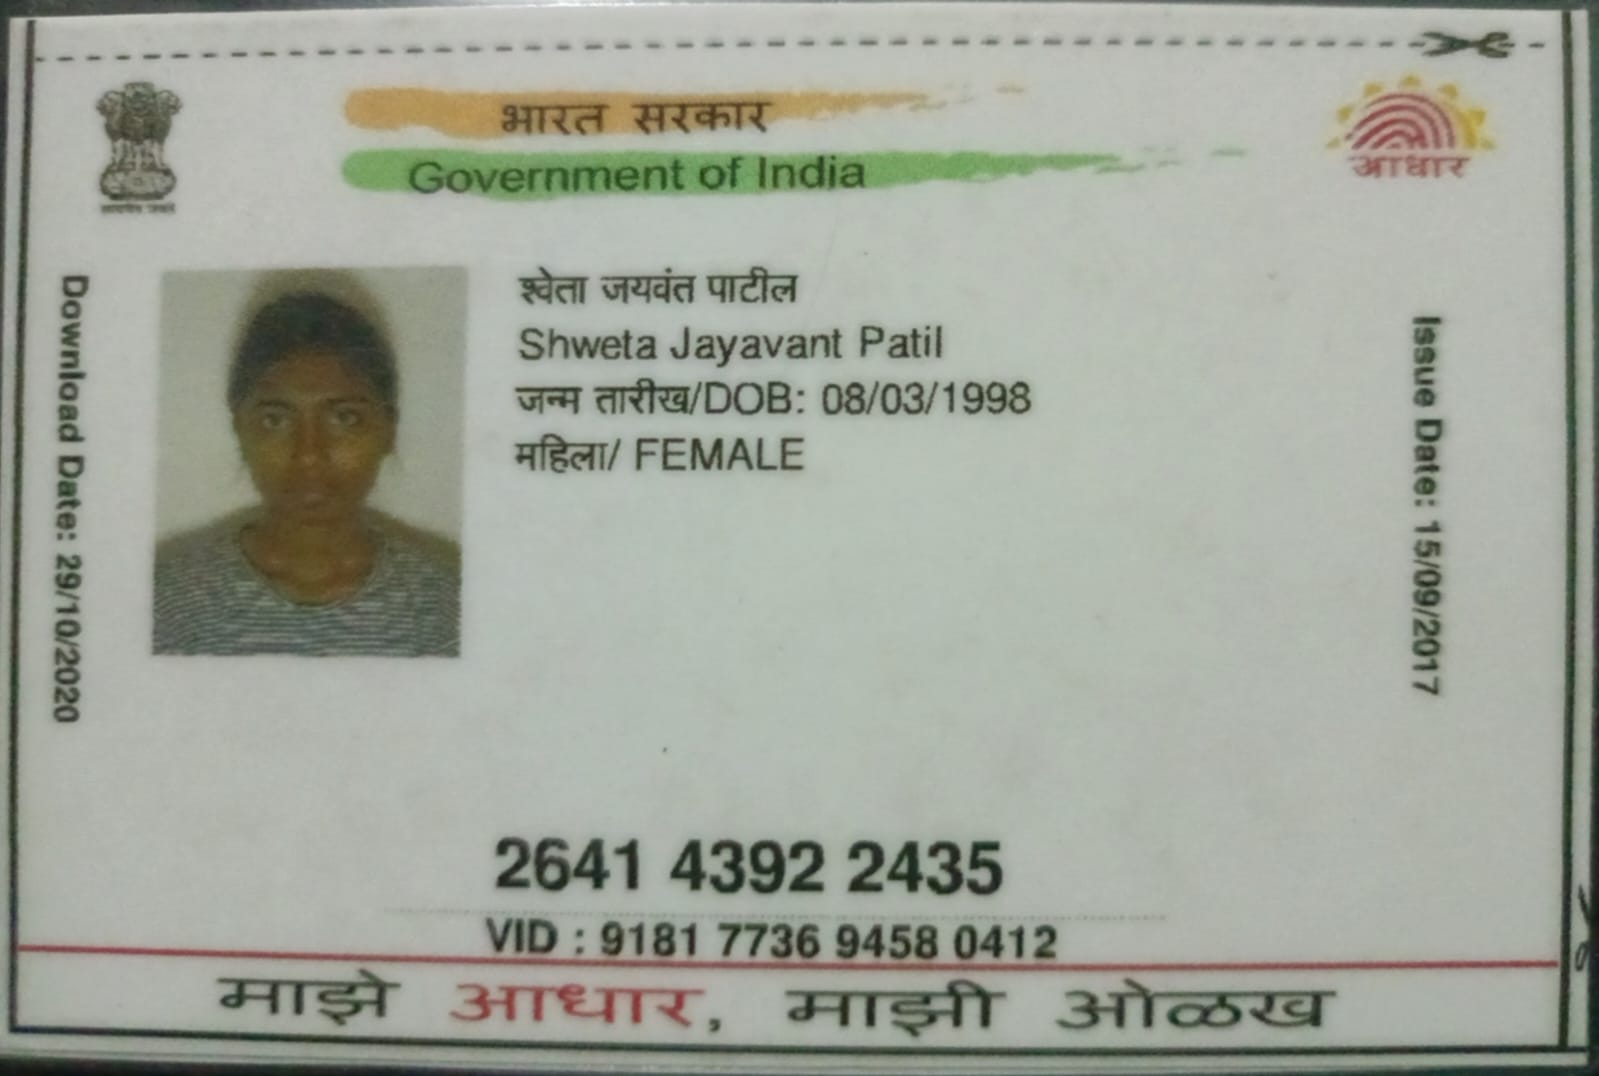 भारत सरकार
Government of India
आधार
Download Date: 29/10/2020
श्वेता जयवंत पाटील
Shweta Jayavant Patil
जन्म तारीख/DOB: 08/03/1998
महिला/ FEMALE
Issue Date: 15/09/2017
2641 4392 2435
VID : 9181 7736 9458 0412
माझे आधार, माझी ओळख